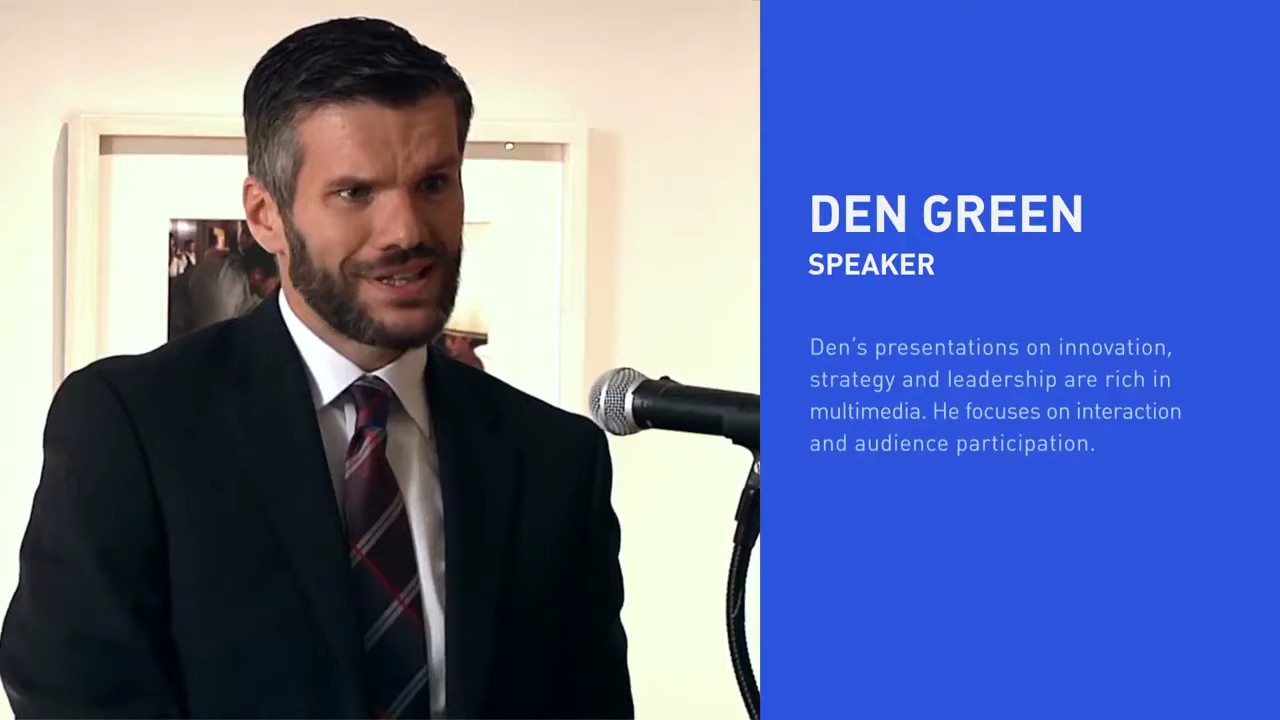 DEN GREEN
SPEAKER
Den's presentations on innovation,
strategy and leadership are rich in
multimedia. He focuses on interaction
and audience participation.